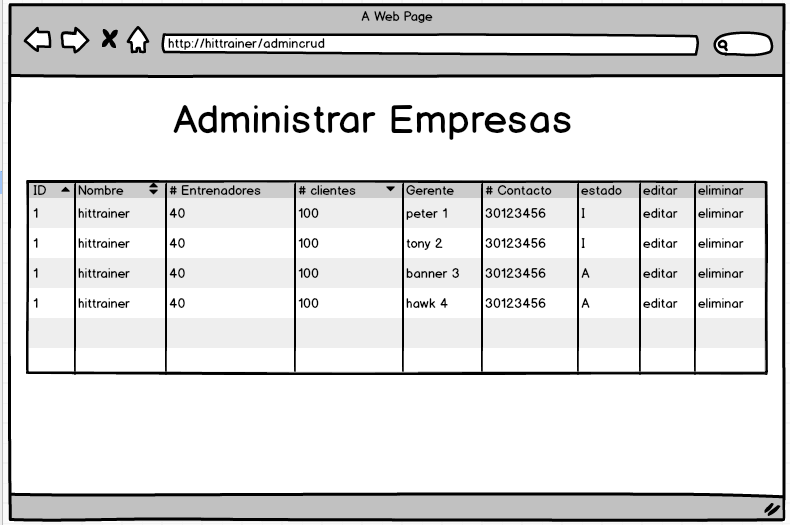 A Web Page
http://hittrainer/admincrud
Administrar Empresas
ID Nombre # Entrenadores # clientes Gerente # Contacto estado editar eliminar
1 hittrainer 40 100 peter 1 30123456 I editar eliminar
1 hittrainer 40 100 tony 2 30123456 I editar eliminar
1 hittrainer 40 100 banner 3 30123456 A editar eliminar
1 hittrainer 40 100 hawk 4 30123456 A editar eliminar